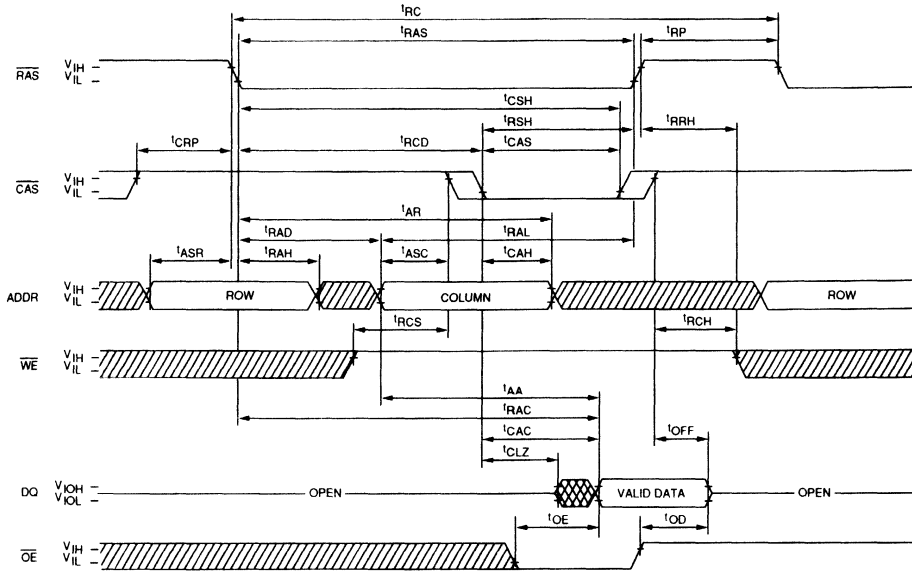 tRC
tRAS
tRP
RAS
VIH
VIL
tCSH
tRSH
tRRH
tCRP
tRCD
tCAS
CAS
VIH
VIL
tAR
tRAD
tRAL
tASR
tRAH
tASC
tCAH
ADDR
VIH
VIL
ROW
COLUMN
ROW
tRCS
tRCH
WE
VIH
VIL
tAA
tRAC
tCAC
tOFF
tCLZ
DQ
VIOH
VIOL
OPEN
VALID DATA
OPEN
tOE
tOD
OE
VIH
VIL